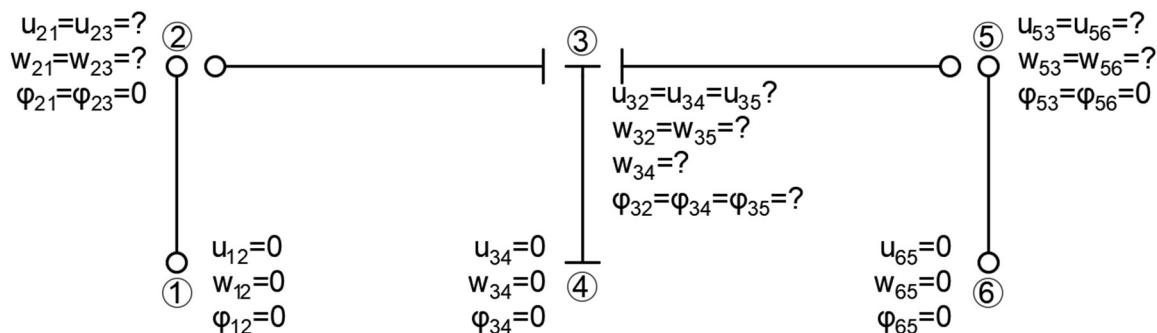 u₂₁=u₂₃=?
w₂₁=w₂₃=?
φ₂₁=φ₂₃=0
②
③
u₃₂=u₃₄=u₃₅?
w₃₂=w₃₅=?
w₃₄=?
φ₃₂=φ₃₄=φ₃₅=?
⑤
u₅₃=u₅₆=?
w₅₃=w₅₆=?
φ₅₃=φ₅₆=0
u₁₂=0
w₁₂=0
φ₁₂=0
①
u₃₄=0
w₃₄=0
φ₃₄=0
④
u₆₅=0
w₆₅=0
φ₆₅=0
⑥